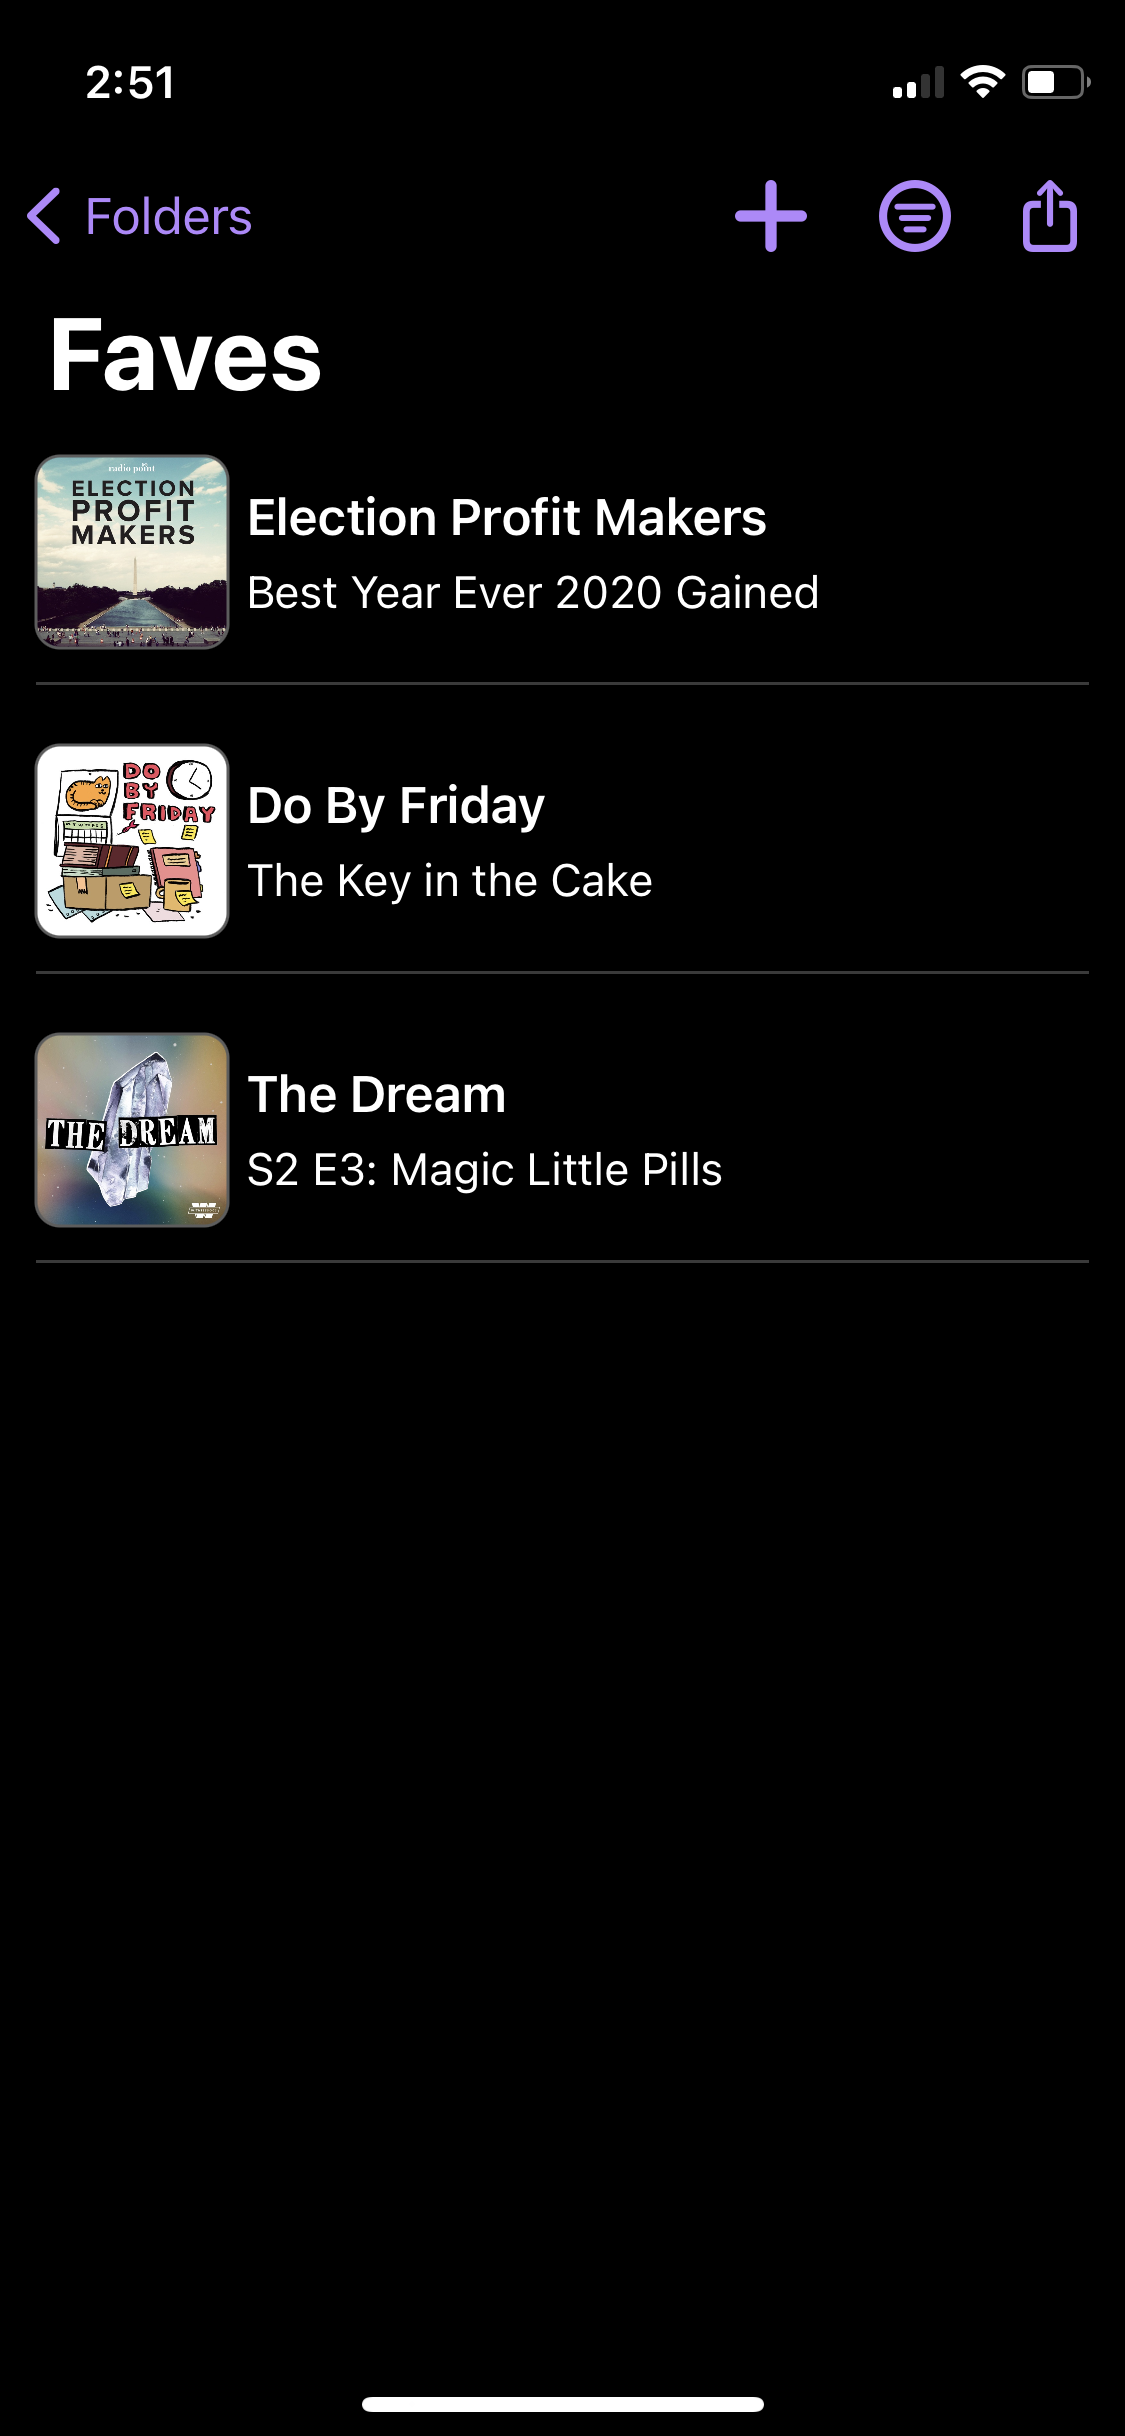 2:51
Folders
Faves
radio point
ELECTION
PROFIT
MAKERS
Election Profit Makers
Best Year Ever 2020 Gained
DO
BY
FRIDAY
Do By Friday
The Key in the Cake
THE DREAM
The Dream
S2 E3: Magic Little Pills